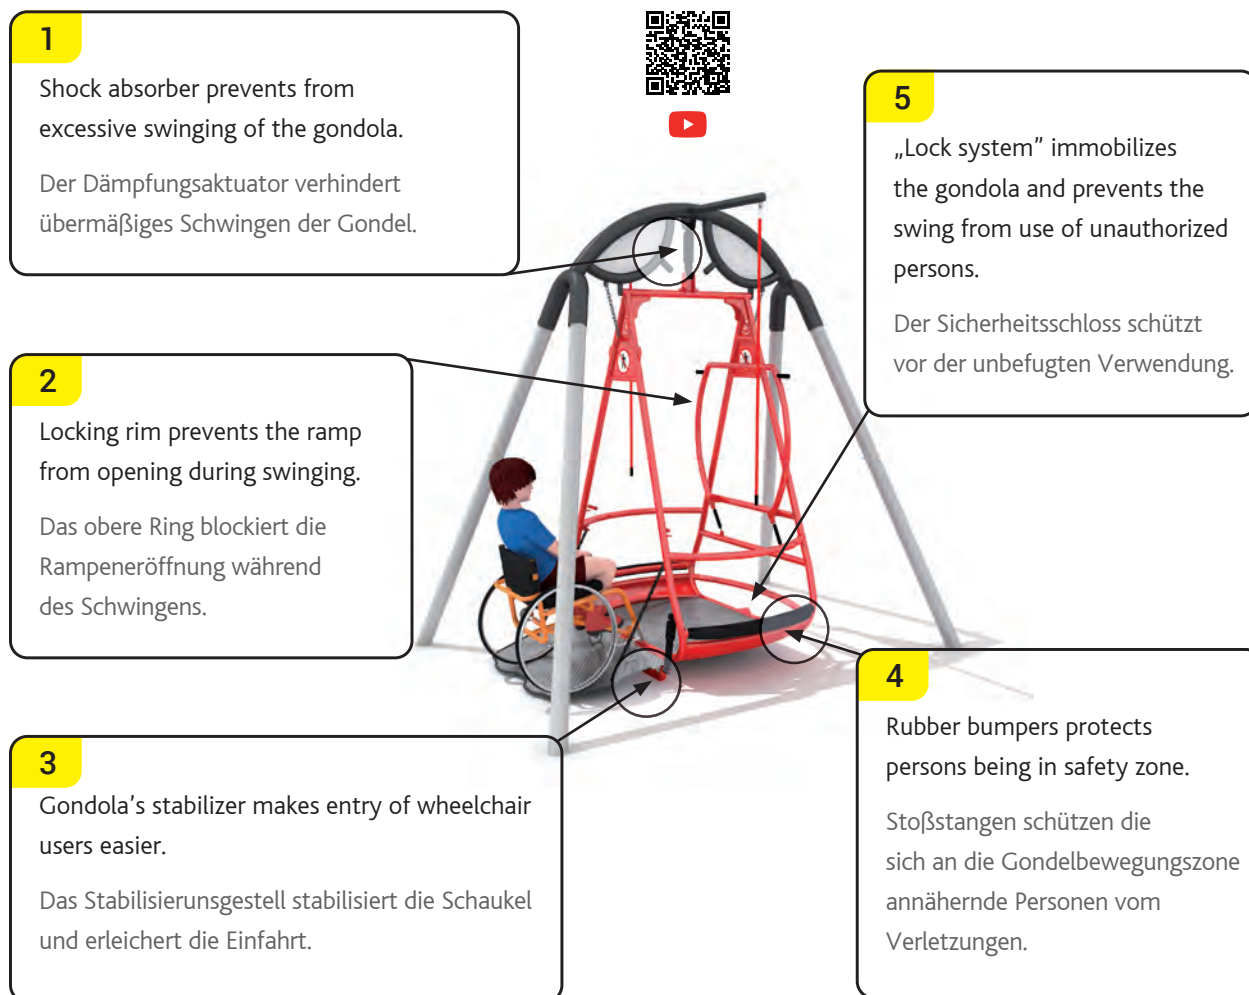 1
Shock absorber prevents from
excessive swinging of the gondola.
Der Dämpfungsaktuator verhindert
übermäßiges Schwingen der Gondel.
2
Locking rim prevents the ramp
from opening during swinging.
Das obere Ring blockiert die
Rampeneröffnung während
des Schwingens.
3
Gondola’s stabilizer makes entry of wheelchair
users easier.
Das Stabilisierunsgestell stabilisiert die Schaukel
und erleichert die Einfahrt.
5
„Lock system” immobilizes
the gondola and prevents the
swing from use of unauthorized
persons.
Der Sicherheitsschloss schützt
vor der unbefugten Verwendung.
4
Rubber bumpers protects
persons being in safety zone.
Stoßstangen schützen die
sich an die Gondelbewegungszone
annähernde Personen vom
Verletzungen.